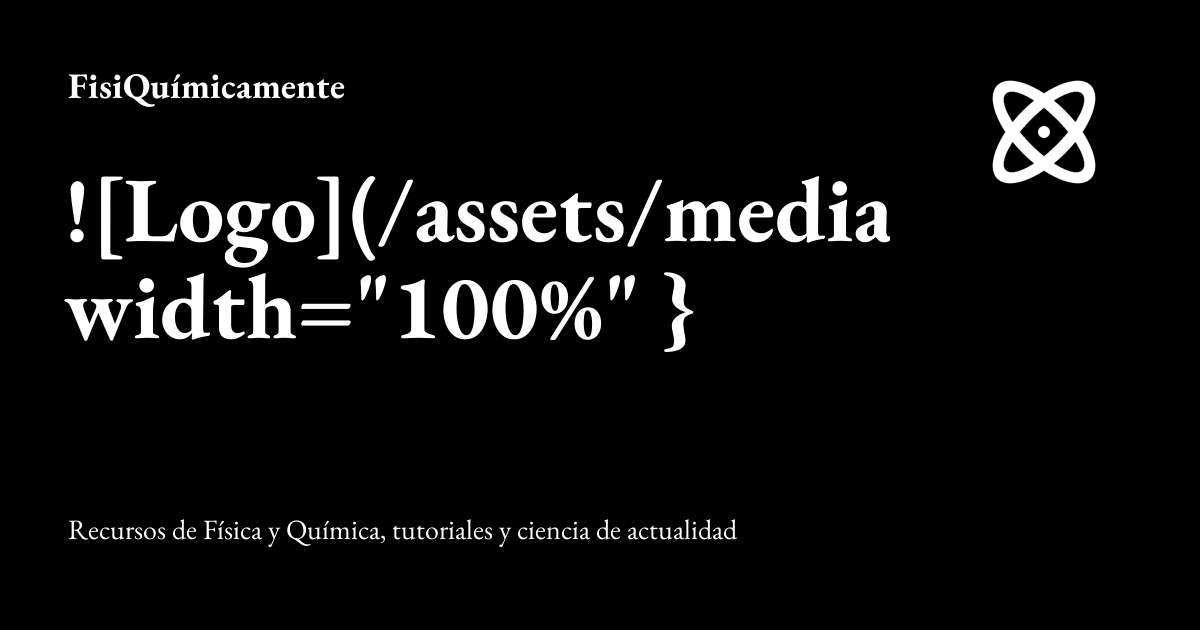 FisiQuímicamente
![Logo](/assets/media
width="100%" }
Recursos de Física y Química, tutoriales y ciencia de actualidad